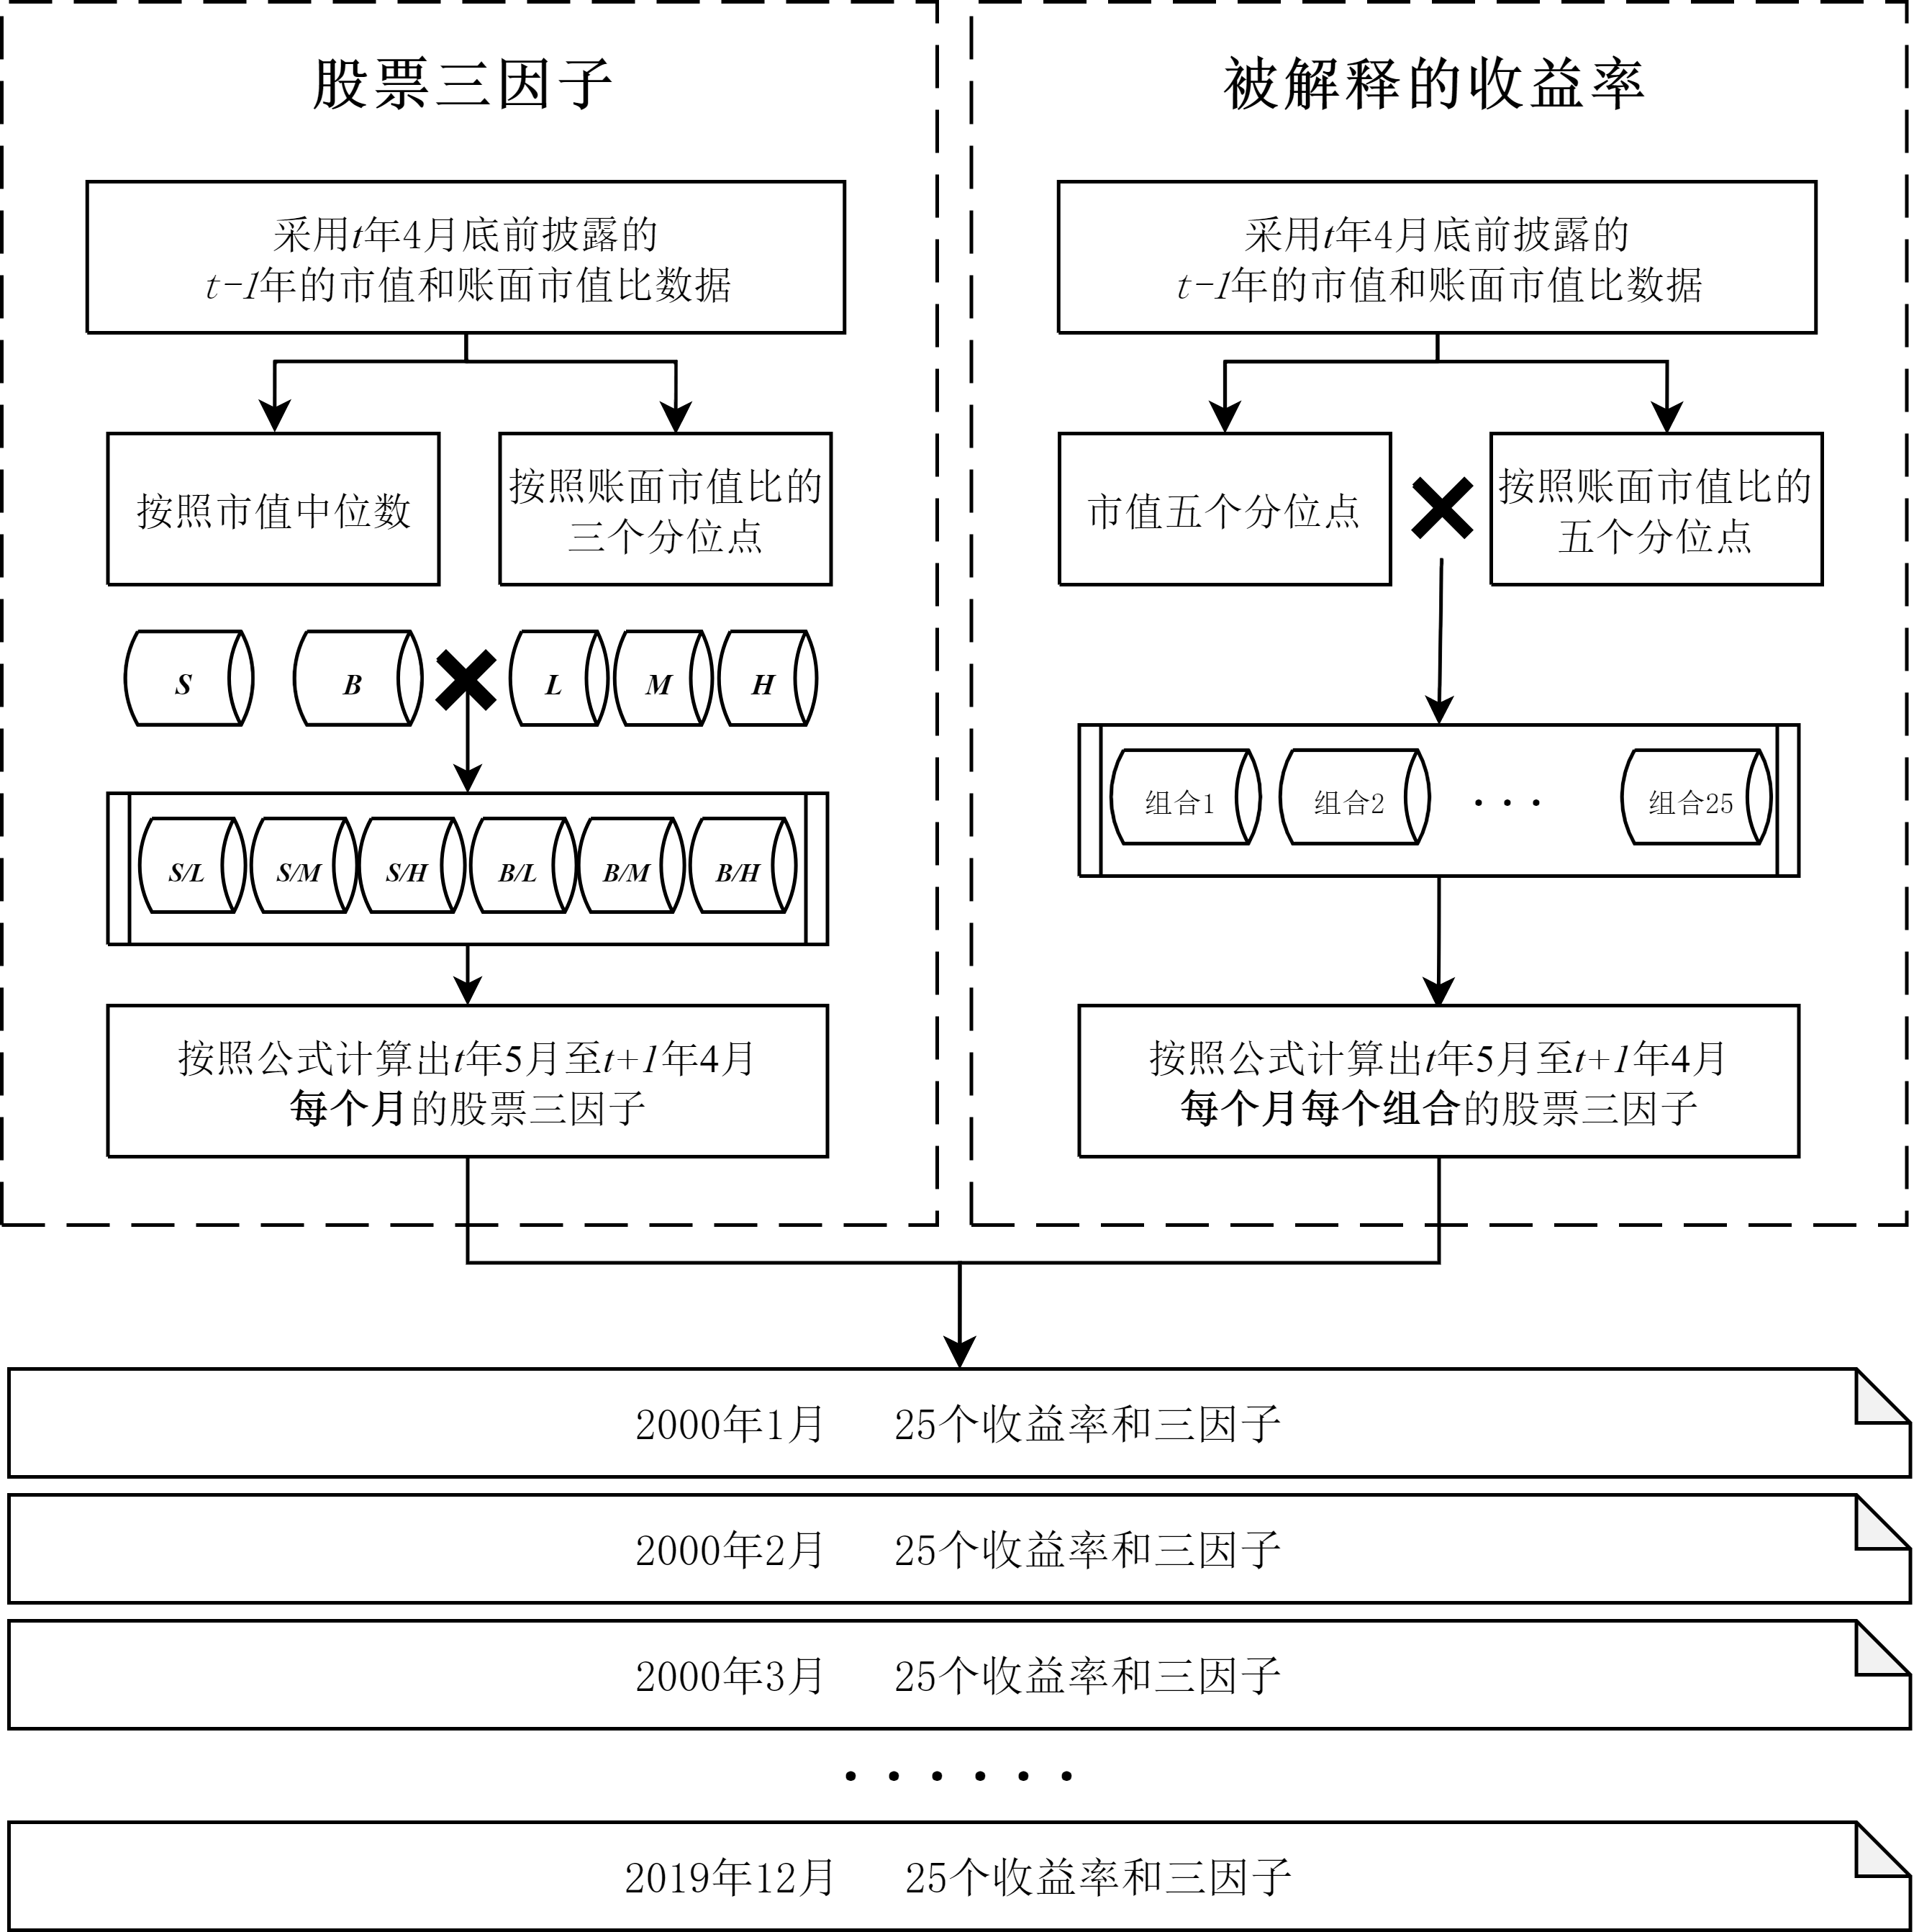 股票三因子
采用t年4月底前披露的
t-1年的市值和账面市值比数据
按照市值中位数
按照账面市值比的
三个分位点
S
B
L
M
H
S/L
S/M
S/H
B/L
B/M
B/H
按照公式计算出t年5月至t+1年4月
每个月的股票三因子
被解释的收益率
采用t年4月底前披露的
t-1年的市值和账面市值比数据
市值五个分位点
按照账面市值比的
五个分位点
组合1
组合2
···
组合25
按照公式计算出t年5月至t+1年4月
每个月每个组合的股票三因子
2000年1月 25个收益率和三因子
2000年2月 25个收益率和三因子
2000年3月 25个收益率和三因子
······
2019年12月 25个收益率和三因子